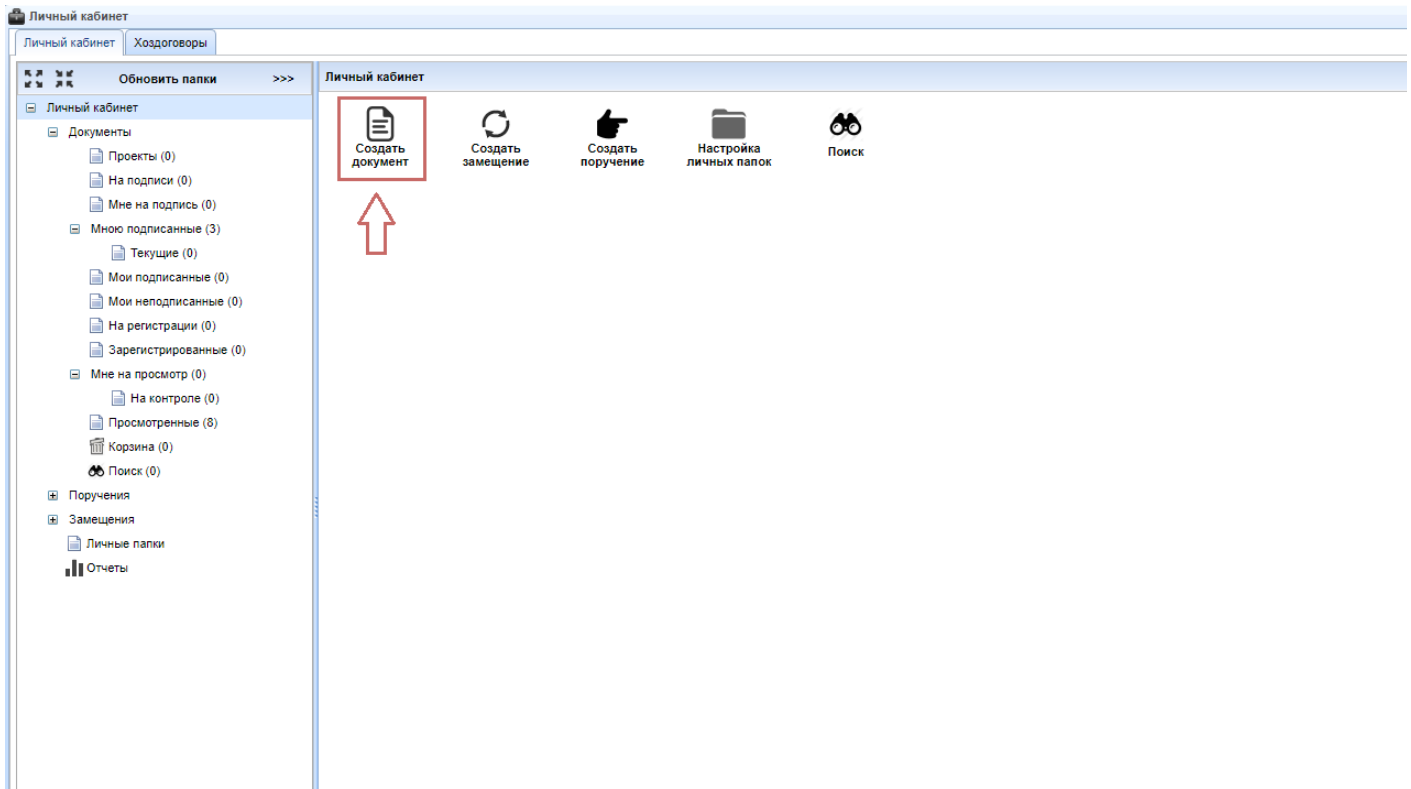 Личный кабинет
Личный кабинет Хоздоговоры
Обновить папки >>>
Личный кабинет
Документы
Проекты (0)
На подписи (0)
Мне на подпись (0)
Мною подписанные (3)
Текущие (0)
Мои подписанные (0)
Мои неподписанные (0)
На регистрации (0)
Зарегистрированные (0)
Мне на просмотр (0)
На контроле (0)
Просмотренные (8)
Корзина (0)
Поиск (0)
Поручения
Замещения
Личные папки
Отчеты
Личный кабинет
Создать
документ
Создать
замещение
Создать
поручение
Настройка
личных папок
Поиск